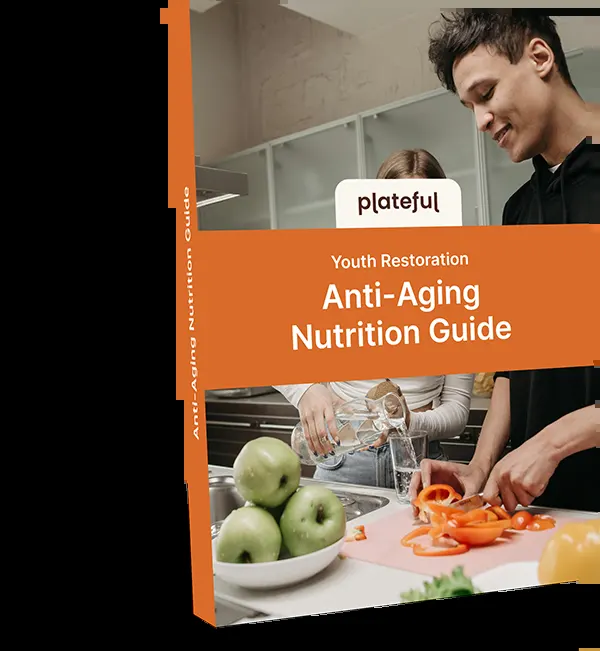 plateful
Youth Restoration
Anti-Aging
Nutrition Guide
Anti-Aging Nutrition Guide